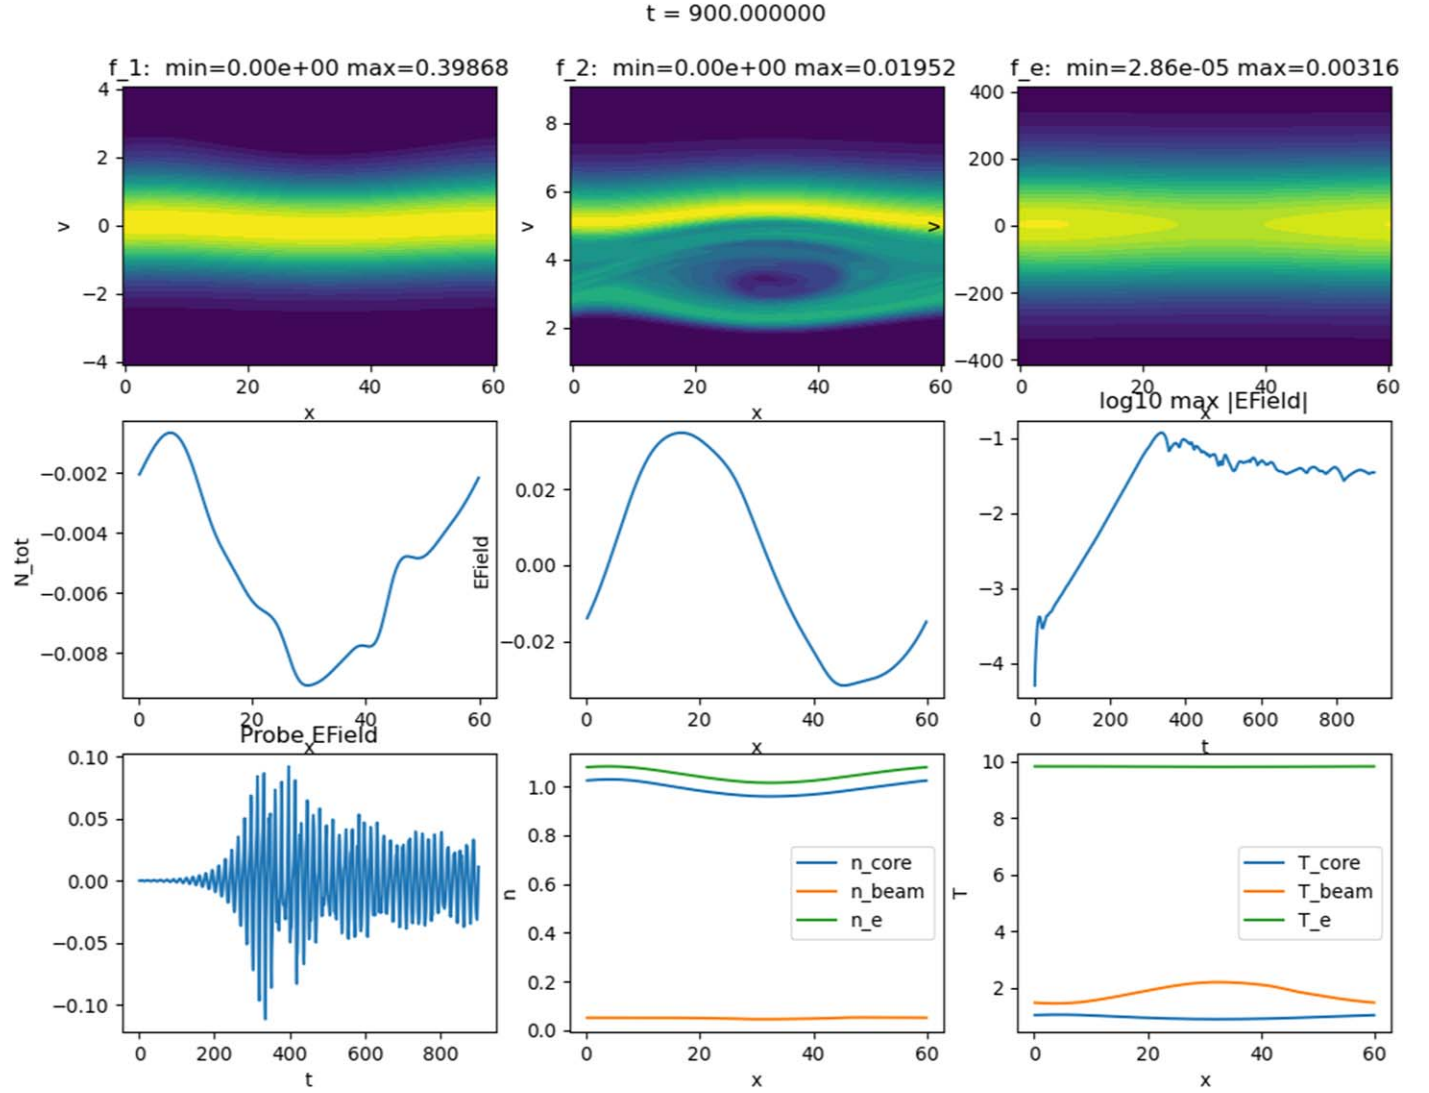 t = 900.000000
f_1:  min=0.00e+00 max=0.39868
f_2:  min=0.00e+00 max=0.01952
f_e:  min=2.86e-05 max=0.00316
4
2
0
−2
−4
v
0 20 40 60
x
8
6
4
2
v
0 20 40 60
400
200
0
−200
−400
v
0 20 40 60
x
−0.002
−0.004
−0.006
−0.008
N_tot
0 20 40 60
x
0.02
0.00
−0.02
EField
0 20 40 60
x
log10 max |EField|
−1
−2
−3
−4
0 200 400 600 800
t
Probe EField
0.10
0.05
0.00
−0.05
−0.10
0 200 400 600 800
t
1.0
0.8
0.6
0.4
0.2
0.0
n
n_core
n_beam
n_e
0 20 40 60
x
10
8
6
4
2
T
T_core
T_beam
T_e
0 20 40 60
x